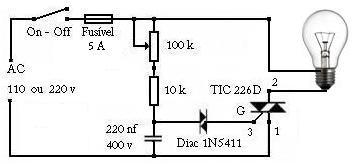 On - Off
Fusível
5 A
100 k
AC
110 ou 220 v
10 k
TIC 226D
2
G
220 nf
400 v
3
1
Diac 1N5411